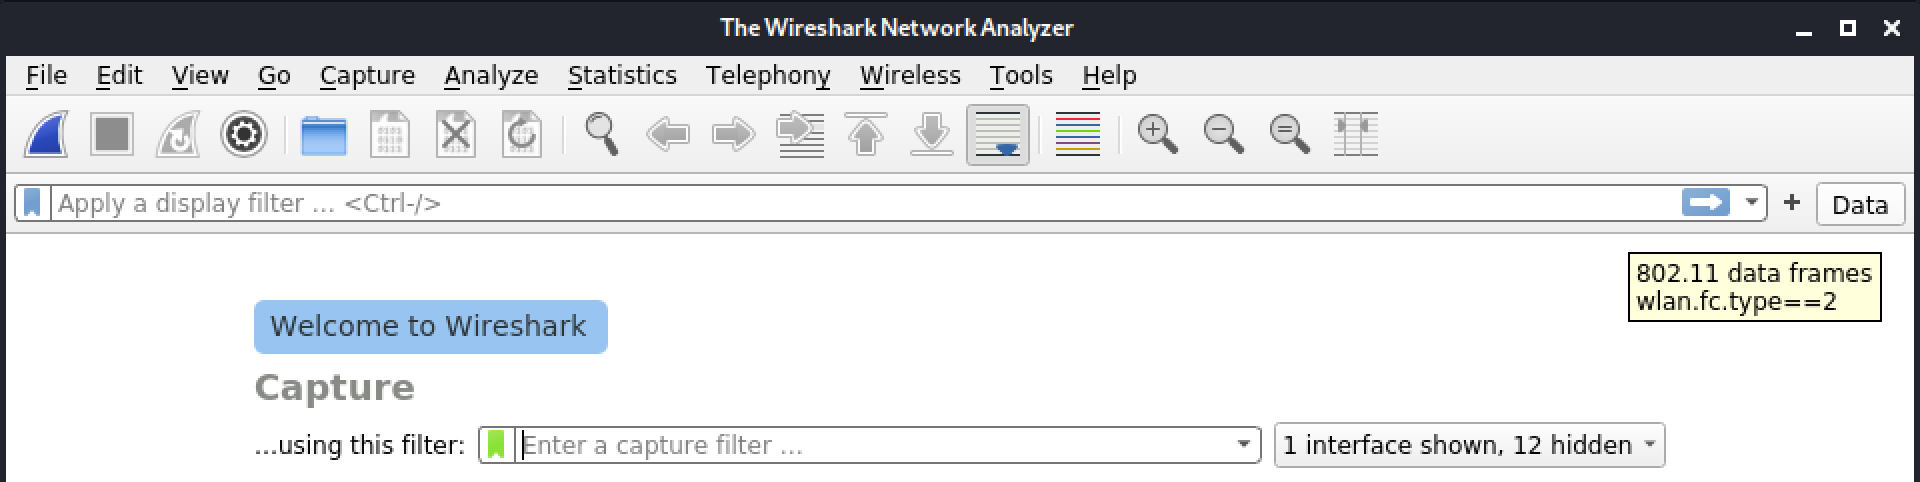 The Wireshark Network Analyzer
File Edit View Go Capture Analyze Statistics Telephony Wireless Tools Help
Apply a display filter ... <Ctrl-/>
+ Data
802.11 data frames
wlan.fc.type==2
Welcome to Wireshark
Capture
...using this filter: Enter a capture filter ... 1 interface shown, 12 hidden